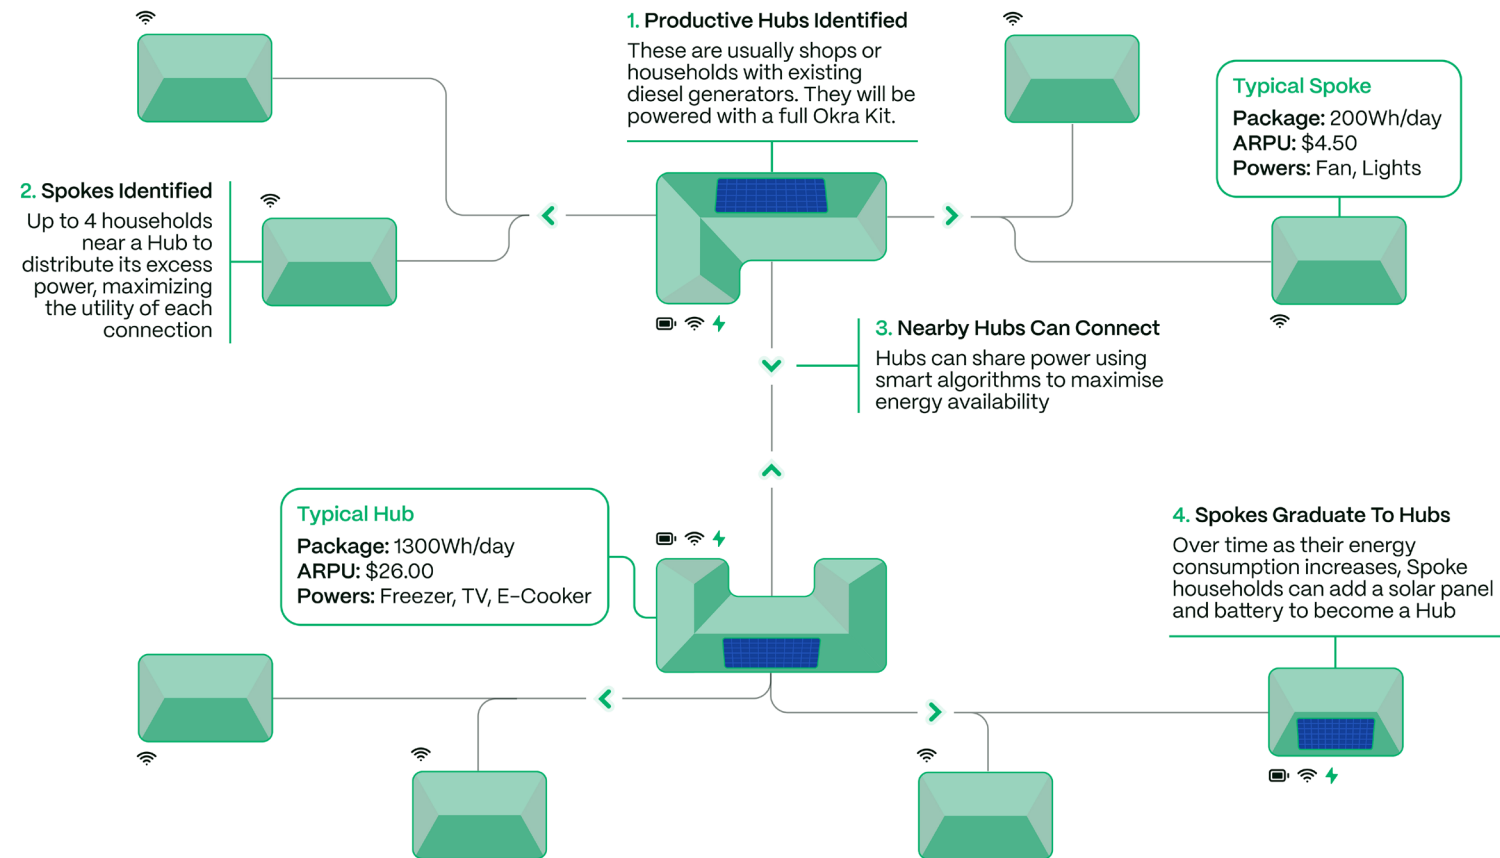 1. Productive Hubs Identified
These are usually shops or
households with existing
diesel generators. They will be
powered with a full Okra Kit.
Typical Spoke
Package: 200Wh/day
ARPU: $4.50
Powers: Fan, Lights
2. Spokes Identified
Up to 4 households
near a Hub to
distribute its excess
power, maximizing
the utility of each
connection
3. Nearby Hubs Can Connect
Hubs can share power using
smart algorithms to maximise
energy availability
Typical Hub
Package: 1300Wh/day
ARPU: $26.00
Powers: Freezer, TV, E-Cooker
4. Spokes Graduate To Hubs
Over time as their energy
consumption increases, Spoke
households can add a solar panel
and battery to become a Hub